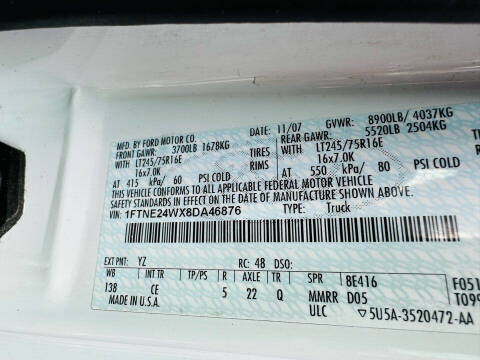 MFD. BY FORD MOTOR CO. DATE: 11/07 GVWR: 8900LB/ 4037KG
FRONT GAWR: 3700LB 1678KG REAR GAWR: 5520LB 2504KG
WITH LT245/75R16E TIRES WITH LT245/75R16E
16x7.0K RIMS 16x7.0K
AT 415 kPa/ 60 PSI COLD AT 550 kPa/ 80 PSI COLD
THIS VEHICLE CONFORMS TO ALL APPLICABLE FEDERAL MOTOR VEHICLE
SAFETY STANDARDS IN EFFECT ON THE DATE OF MANUFACTURE SHOWN ABOVE.
VIN: 1FTNE24WX8DA46876 TYPE: Truck
EXT PNT: YZ RC: 48 DSO:
WB INT TR TP/PS R AXLE TR SPR 8E416 F051
138 CE 5 22 Q MMRR D05 T099
MADE IN U.S.A. ULC 5U5A-3520472-AA